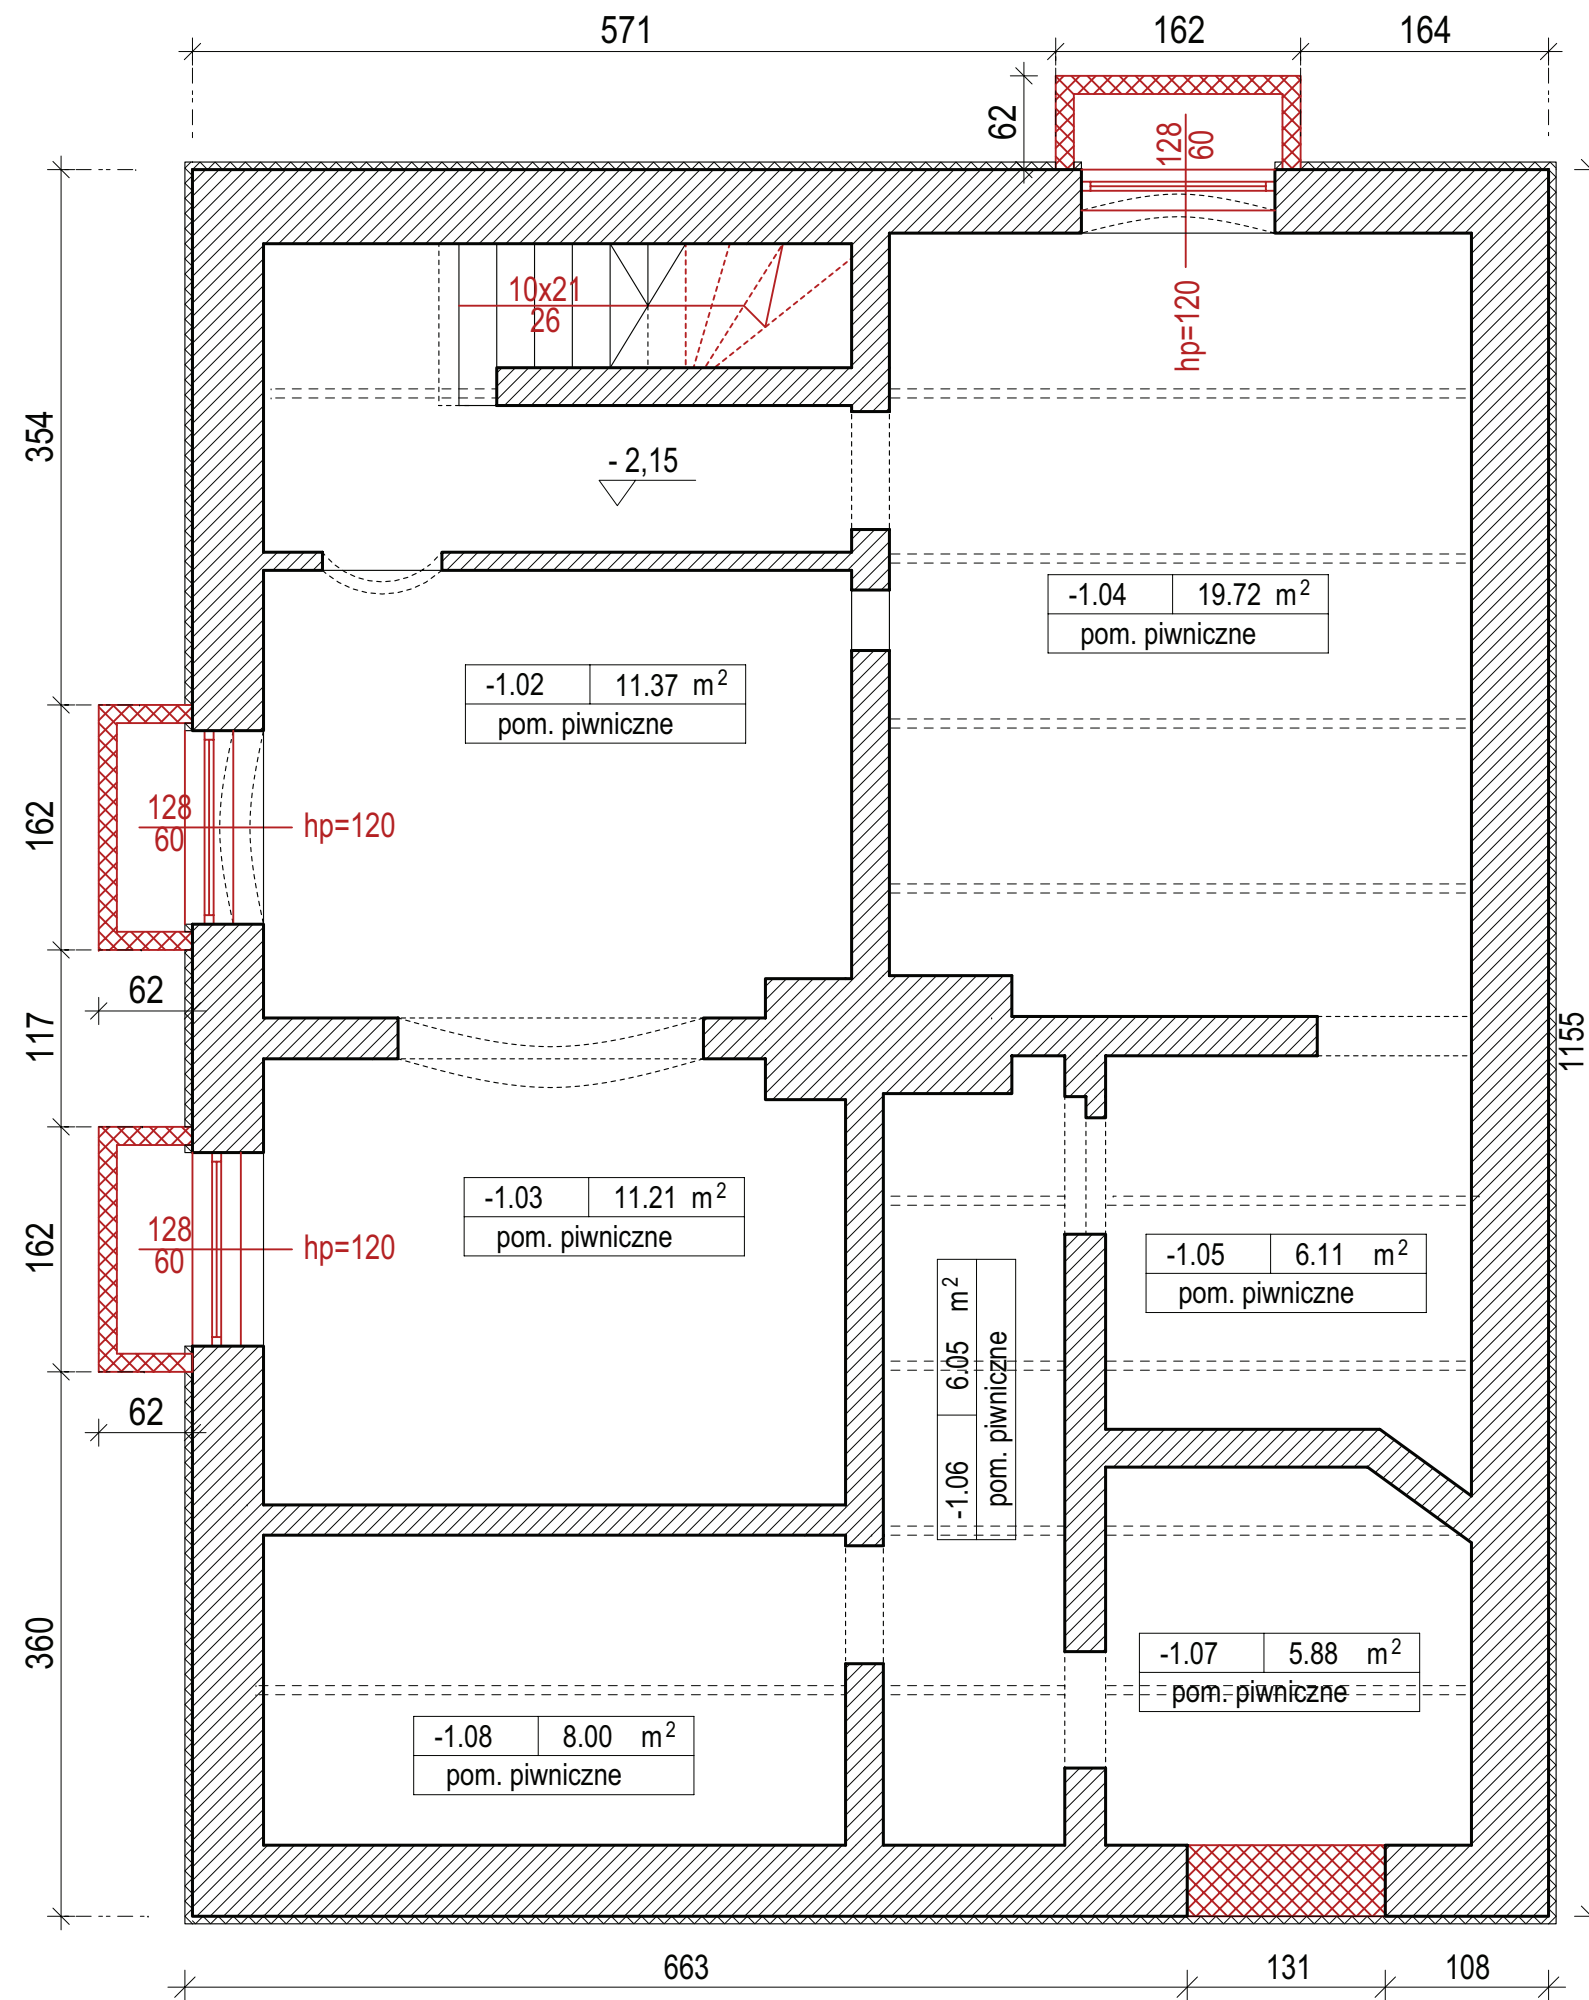 571 162 164
62
128
60
10x21
26
hp=120
354
- 2,15
-1.04 19.72 m²
pom. piwniczne
-1.02 11.37 m²
pom. piwniczne
162
128
60
hp=120
62
117
1155
-1.03 11.21 m²
pom. piwniczne
162
128
60
hp=120
-1.05 6.11 m²
pom. piwniczne
-1.06 6.05 m²
pom. piwniczne
62
360
-1.07 5.88 m²
pom. piwniczne
-1.08 8.00 m²
pom. piwniczne
663 131 108